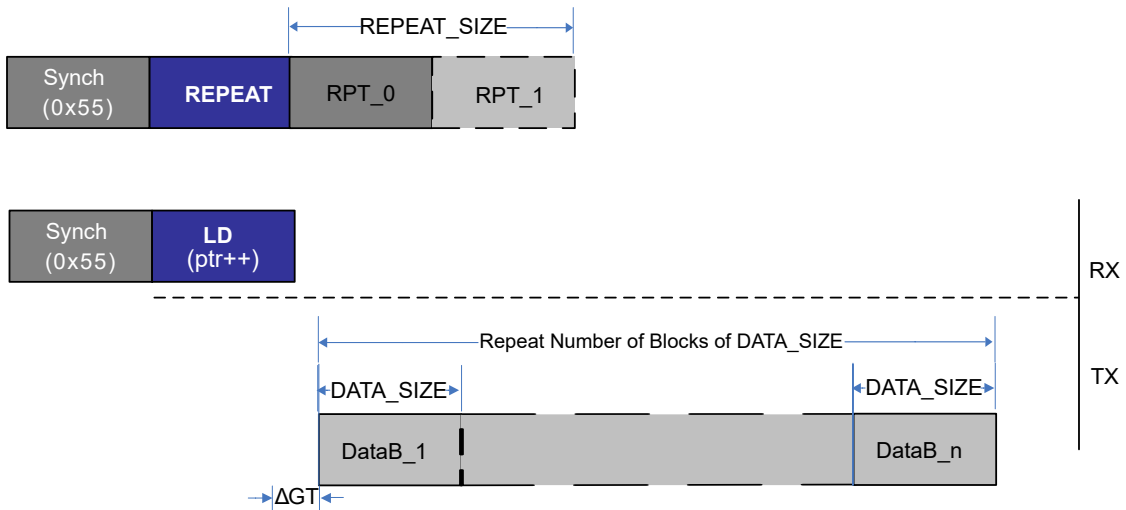 REPEAT_SIZE
Synch
(0x55)
REPEAT
RPT_0
RPT_1
Synch
(0x55)
LD
(ptr++)
RX
Repeat Number of Blocks of DATA_SIZE
TX
DATA_SIZE
DATA_SIZE
DataB_1
DataB_n
ΔGT